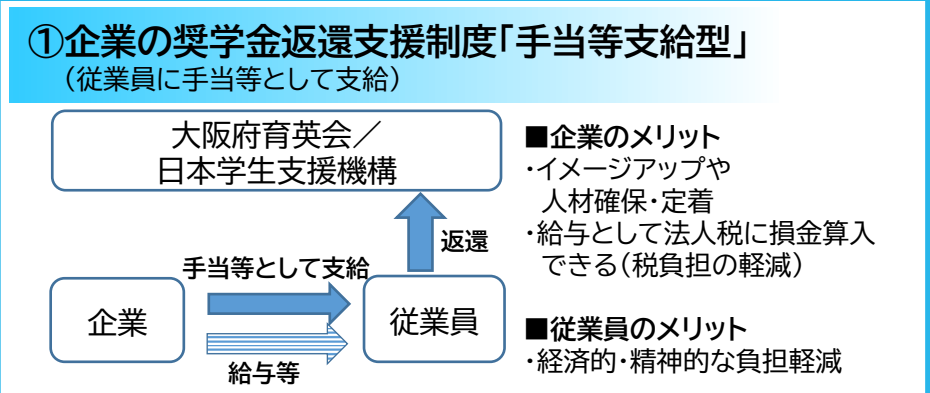 ①企業の奨学金返還支援制度「手当等支給型」
（従業員に手当等として支給）
大阪府育英会／
日本学生支援機構
返還
手当等として支給
企業
従業員
給与等
■企業のメリット
・イメージアップや
人材確保・定着
・給与として法人税に損金算入
できる（税負担の軽減）
■従業員のメリット
・経済的・精神的な負担軽減